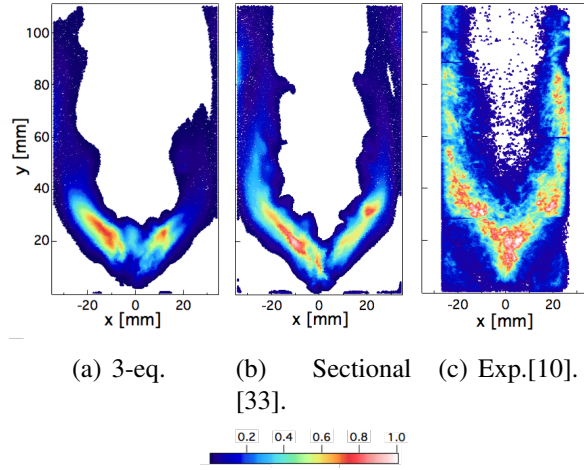 100
80
y [mm]
60
40
20
-20 0 20
x [mm]
-20 0 20
x [mm]
-20 0 20
x [mm]
(a) 3-eq.
(b) Sectional [33].
(c) Exp.[10].
0.2 0.4 0.6 0.8 1.0